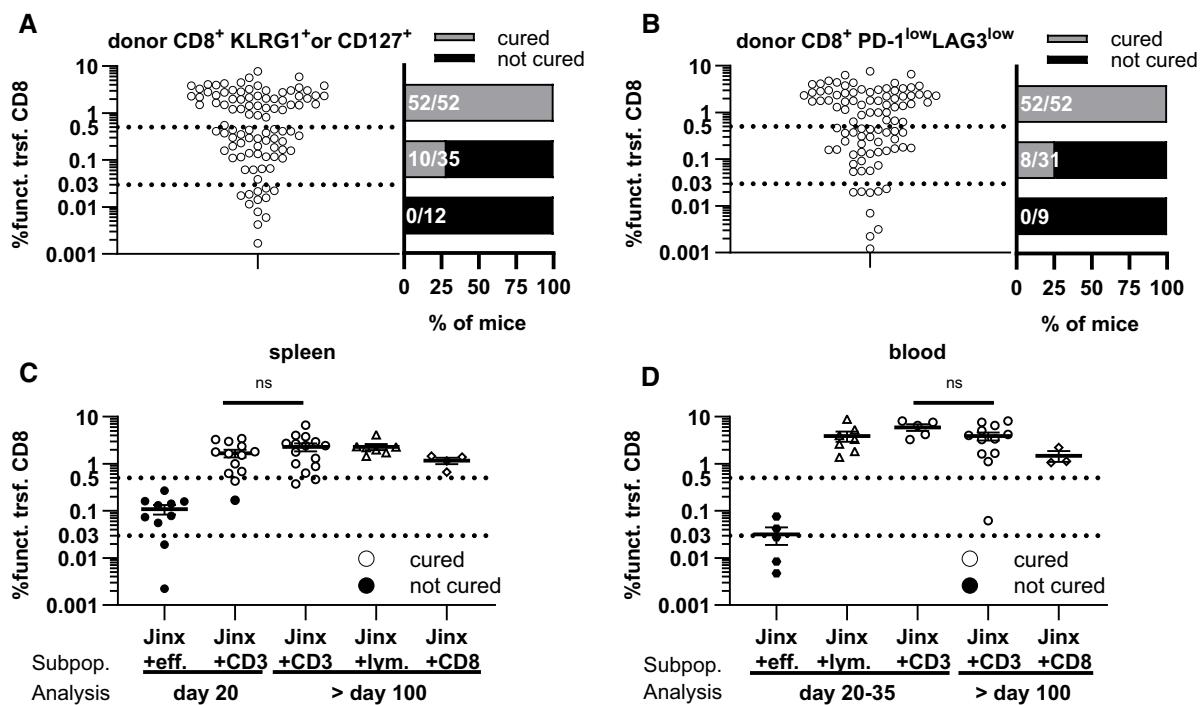 A
donor CD8⁺ KLRG1⁺or CD127⁺
cured
not cured
%funct. trsf. CD8
10
1
0.5
0.1
0.03
0.01
0.001
52/52
10/35
0/12
0 25 50 75 100
% of mice
B
donor CD8⁺ PD-1ˡᵒʷLAG3ˡᵒʷ
cured
not cured
%funct. trsf. CD8
10
1
0.5
0.1
0.03
0.01
0.001
52/52
8/31
0/9
0 25 50 75 100
% of mice
C
spleen
ns
%funct. trsf. CD8
10
1
0.5
0.1
0.03
0.01
0.001
cured
not cured
Jinx Jinx Jinx Jinx Jinx
Subpop. +eff. +CD3 +CD3 +lym. +CD8
Analysis day 20 > day 100
D
blood
ns
%funct. trsf. CD8
10
1
0.5
0.1
0.03
0.01
0.001
cured
not cured
Jinx Jinx Jinx Jinx Jinx
Subpop. +eff. +lym. +CD3 +CD3 +CD8
Analysis day 20-35 > day 100